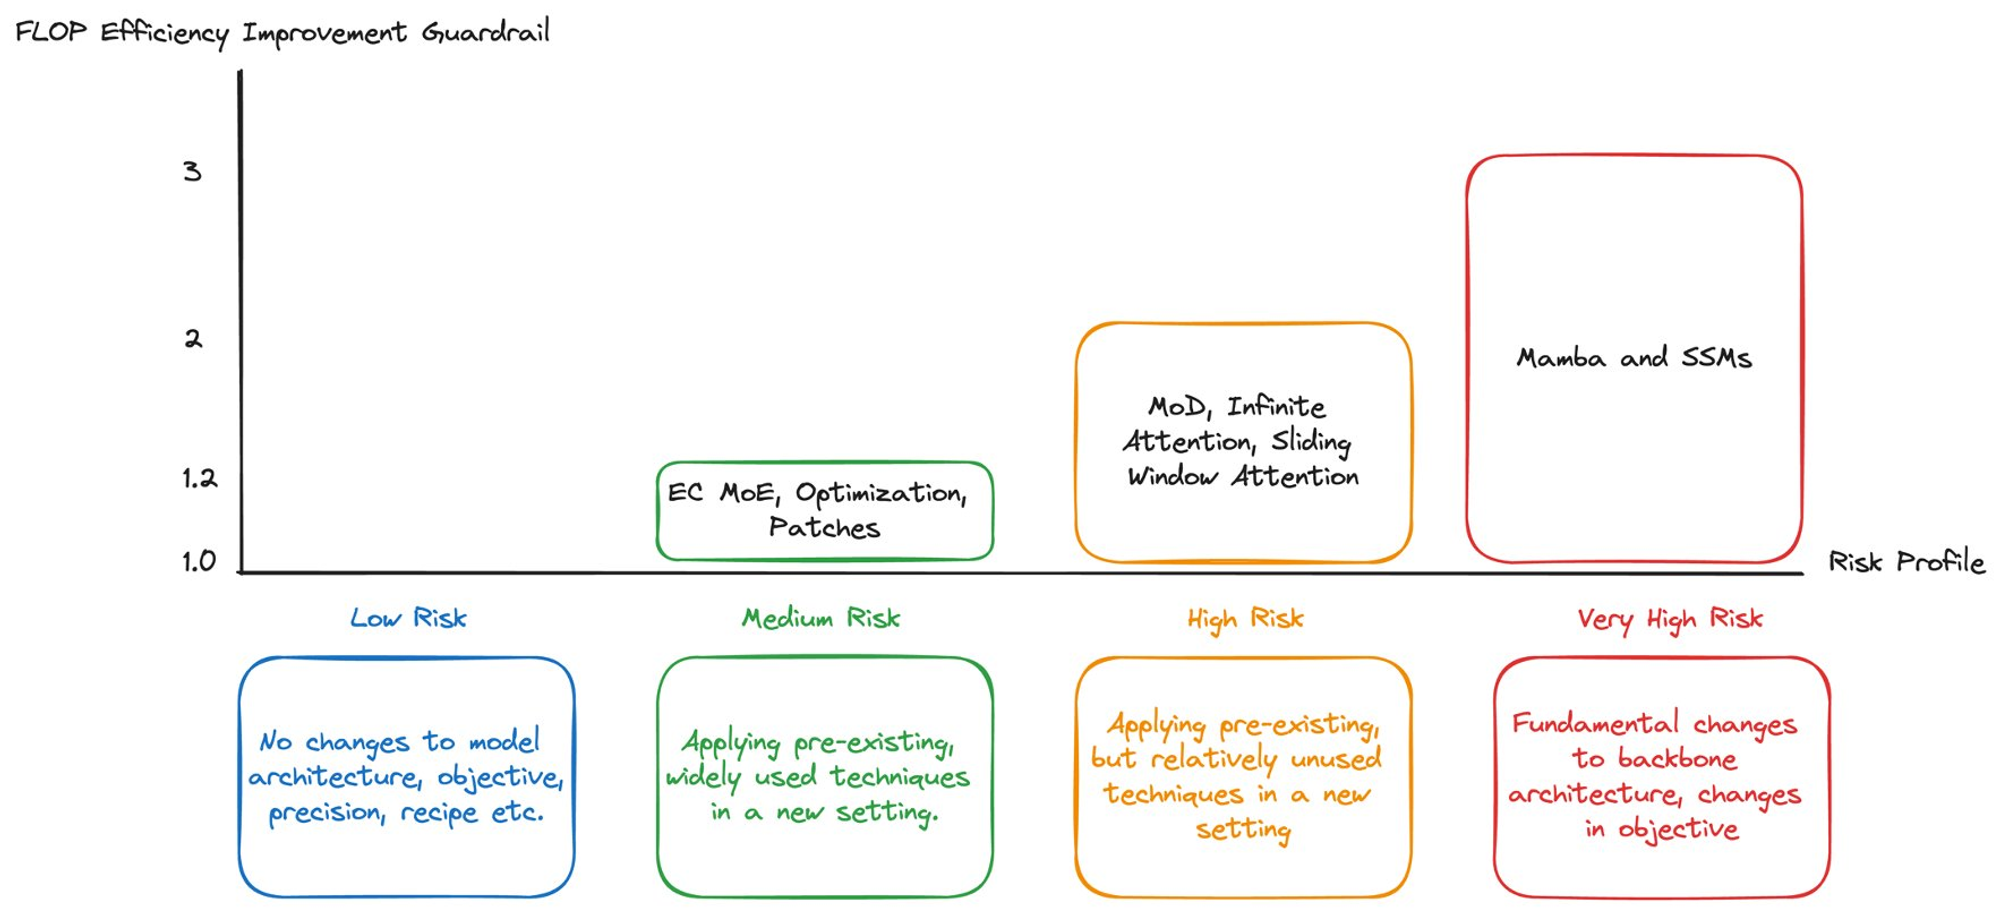 FLOP Efficiency Improvement Guardrail
3
2
1.2
1.0
EC MoE, Optimization,
Patches
MoD, Infinite
Attention, Sliding
Window Attention
Mamba and SSMs
Risk Profile
Low Risk
Medium Risk
High Risk
Very High Risk
No changes to model
architecture, objective,
precision, recipe etc.
Applying pre-existing,
widely used techniques
in a new setting.
Applying pre-existing,
but relatively unused
techniques in a new
setting
Fundamental changes
to backbone
architecture, changes
in objective